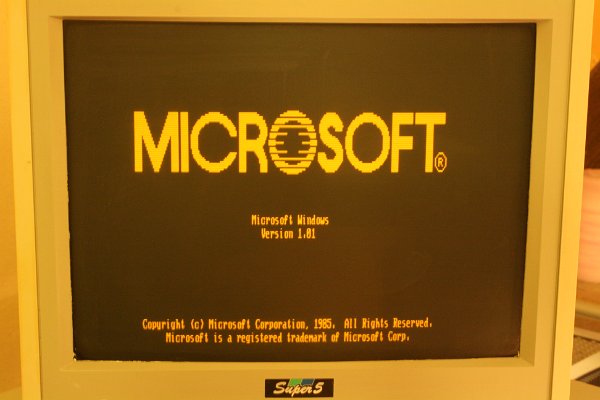 MICROSOFT®
Microsoft Windows
Version 1.01
Copyright (c) Microsoft Corporation, 1985. All Rights Reserved.
Microsoft is a registered trademark of Microsoft Corp.
Super5